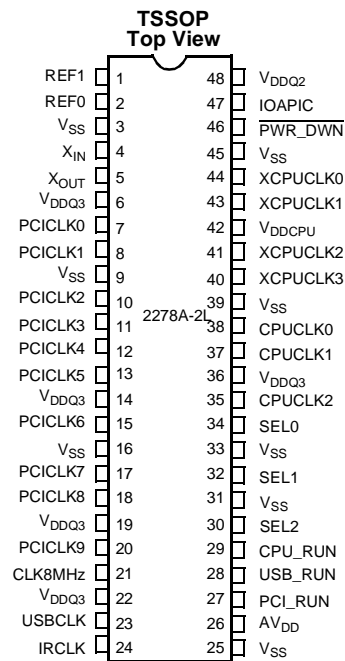 TSSOP
Top View
REF1 1 48 VDDQ2
REF0 2 47 IOAPIC
VSS 3 46 PWR_DWN
XIN 4 45 VSS
XOUT 5 44 XCPUCLK0
VDDQ3 6 43 XCPUCLK1
PCICLK0 7 42 VDDCPU
PCICLK1 8 41 XCPUCLK2
VSS 9 40 XCPUCLK3
PCICLK2 10 39 VSS
2278A-2L
PCICLK3 11 38 CPUCLK0
PCICLK4 12 37 CPUCLK1
PCICLK5 13 36 VDDQ3
VDDQ3 14 35 CPUCLK2
PCICLK6 15 34 SEL0
VSS 16 33 VSS
PCICLK7 17 32 SEL1
PCICLK8 18 31 VSS
VDDQ3 19 30 SEL2
PCICLK9 20 29 CPU_RUN
CLK8MHz 21 28 USB_RUN
VDDQ3 22 27 PCI_RUN
USBCLK 23 26 AVDD
IRCLK 24 25 VSS